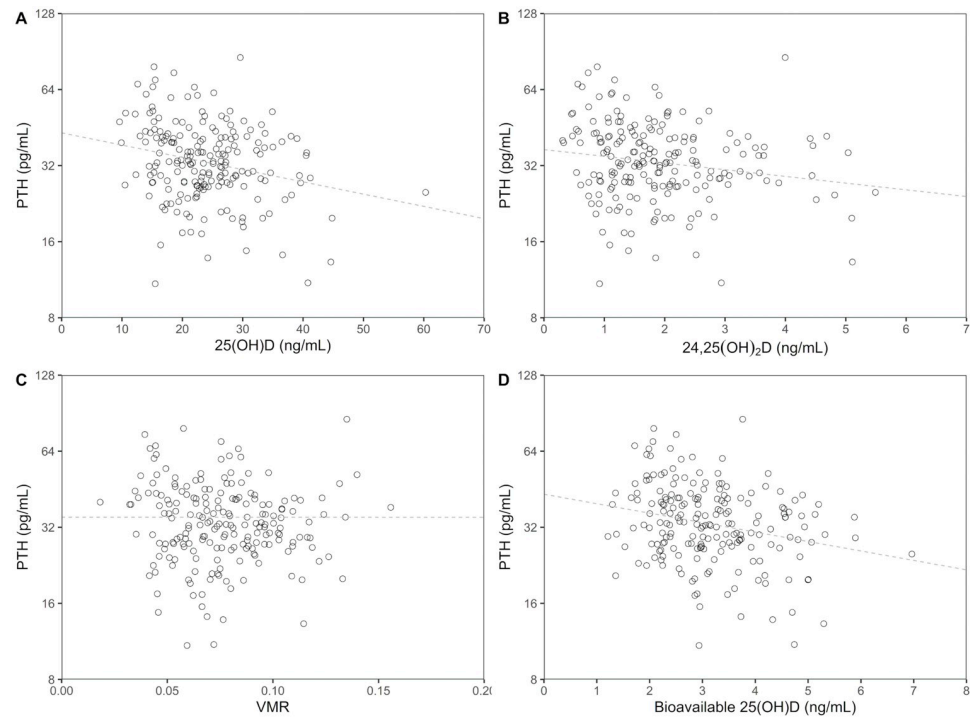 A
128
64
32
16
8
PTH (pg/mL)
0 10 20 30 40 50 60 70
25(OH)D (ng/mL)
B
128
64
32
16
8
PTH (pg/mL)
0 1 2 3 4 5 6 7
24,25(OH)₂D (ng/mL)
C
128
64
32
16
8
PTH (pg/mL)
0.00 0.05 0.10 0.15 0.20
VMR
D
128
64
32
16
8
PTH (pg/mL)
0 1 2 3 4 5 6 7 8
Bioavailable 25(OH)D (ng/mL)